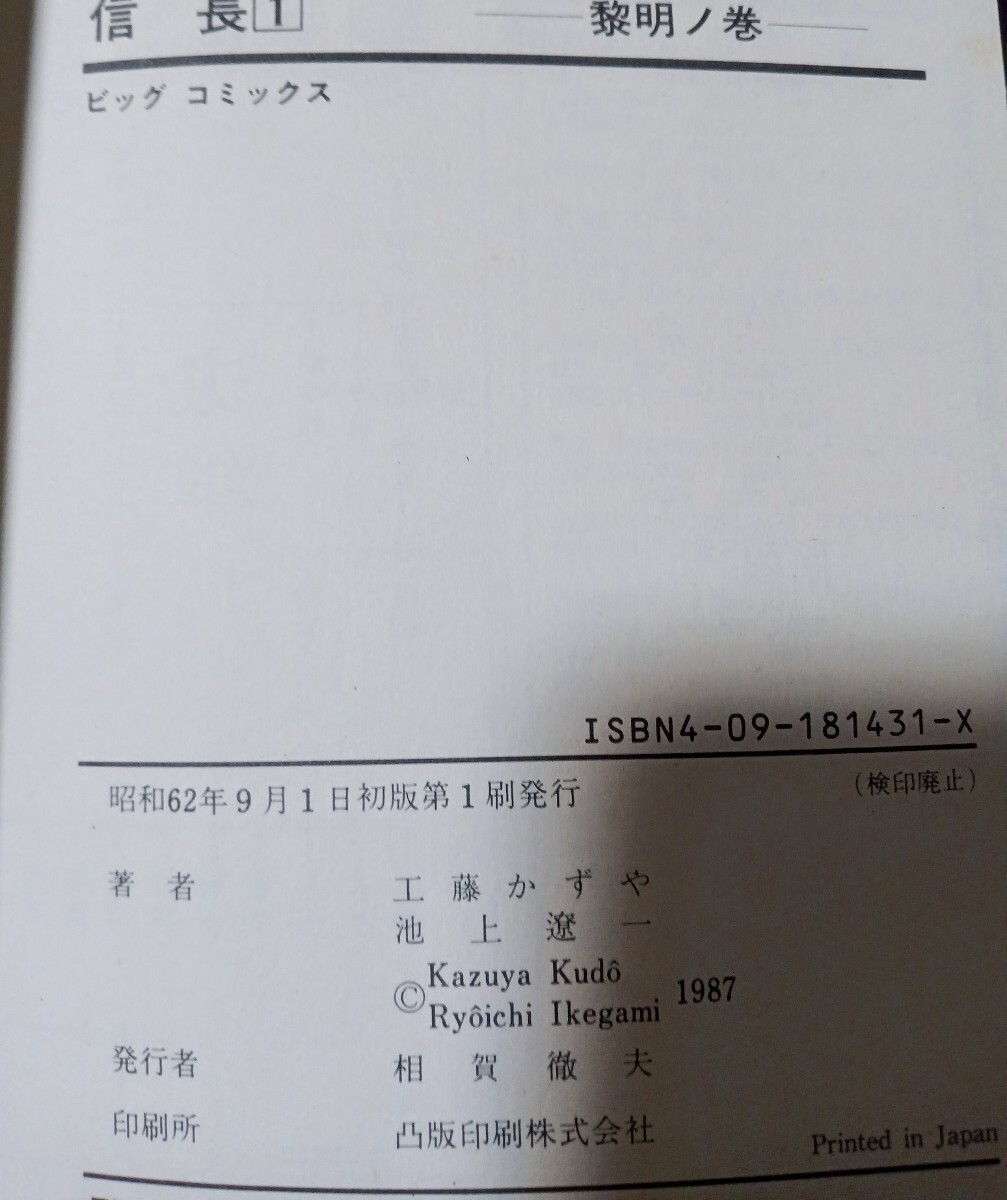 信長1 ──黎明ノ巻──
ビッグ コミックス
ISBN4-09-181431-X
昭和62年9月1日初版第1刷発行 (検印廃止)
著者 工藤かずや
池上遼一
©Kazuya Kudô
Ryôichi Ikegami 1987
発行者 相賀徹夫
印刷所 凸版印刷株式会社 Printed in Japan